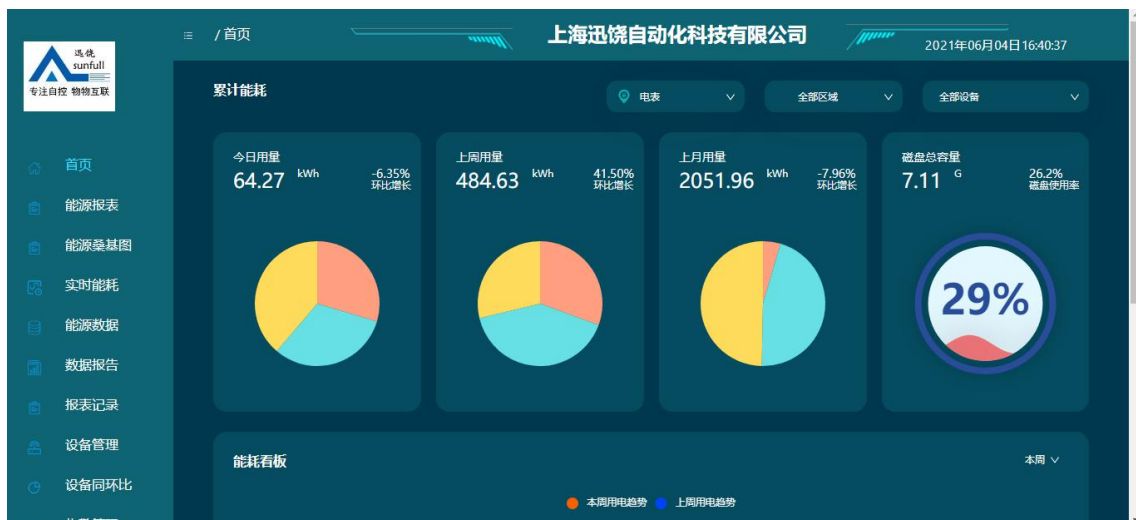 迅饶
sunfull
专注自控 物物互联
首页
能源报表
能源桑基图
实时能耗
能源数据
数据报告
报表记录
设备管理
设备同环比
/ 首页
上海迅饶自动化科技有限公司
2021年06月04日16:40:37
累计能耗
电表
全部区域
全部设备
今日用量
64.27 kWh
-6.35%
环比增长
上周用量
484.63 kWh
41.50%
环比增长
上月用量
2051.96 kWh
-7.96%
环比增长
磁盘总容量
7.11 G
26.2%
磁盘使用率
29%
能耗看板
本周
本周用电趋势
上周用电趋势